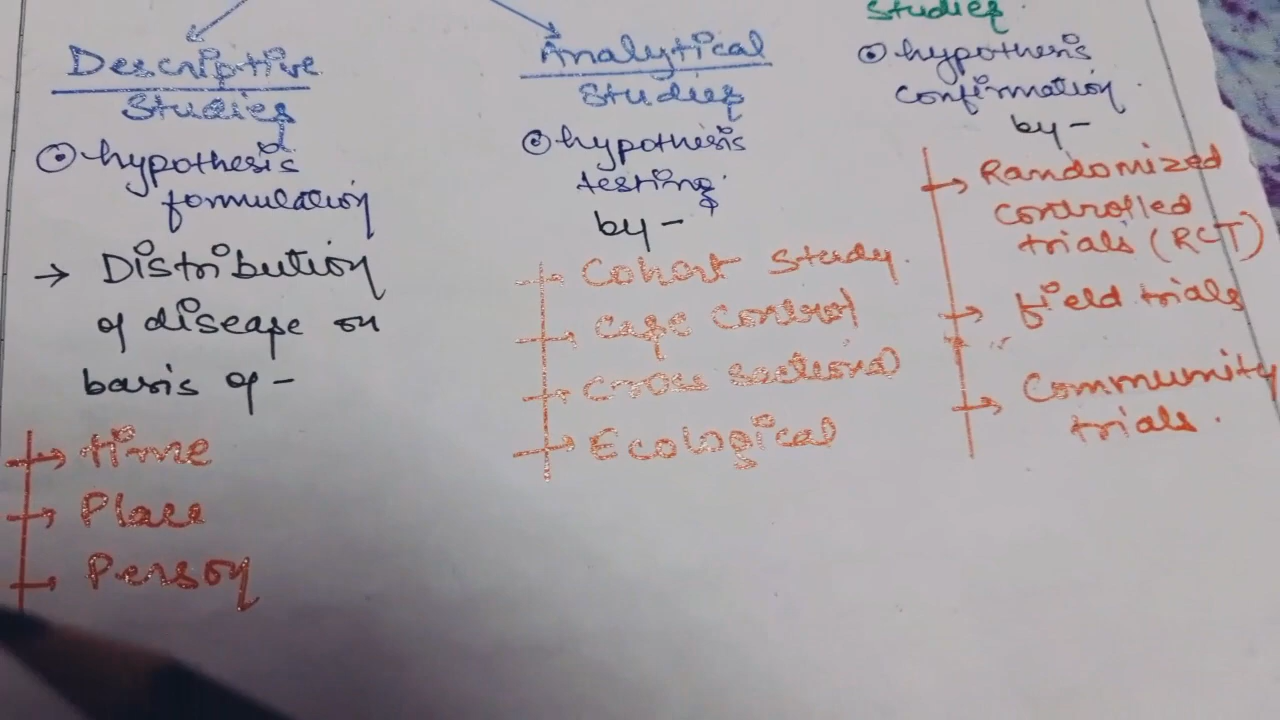 Descriptive
Studies
hypothesis
formulation
→ Distribution
of disease on
basis of -
time
Place
Person
Analytical
Studies
hypothesis
testing
by -
Cohort study.
Case control
Cross sectional
Ecological
Studies.
hypothesis
Confirmation.
by -
Randomized
controlled
trials (RCT)
field trials
Community
trials.